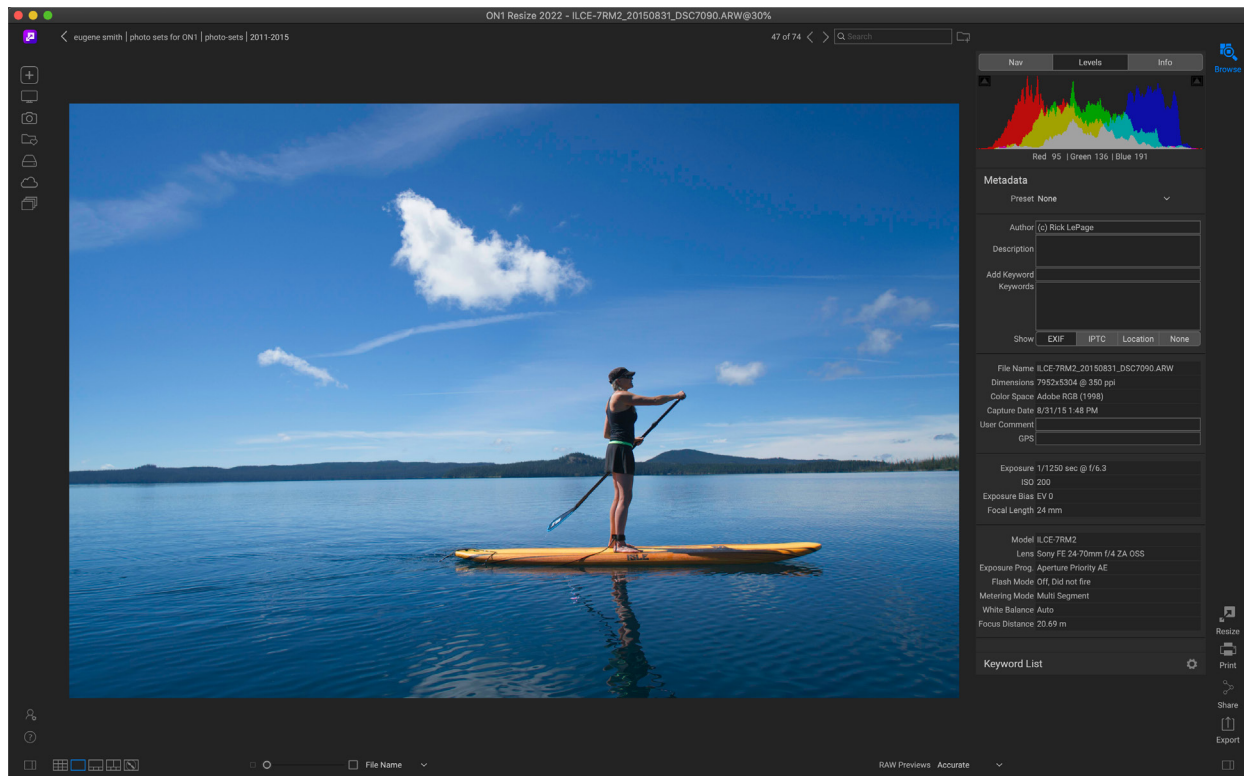 ON1 Resize 2022 - ILCE-7RM2_20150831_DSC7090.ARW@30%
eugene smith | photo sets for ON1 | photo-sets | 2011-2015
47 of 74
Search
Browse
Nav Levels Info
Red 95 | Green 136 | Blue 191
Metadata
Preset None
Author (c) Rick LePage
Description
Add Keyword
Keywords
Show EXIF IPTC Location None
File Name ILCE-7RM2_20150831_DSC7090.ARW
Dimensions 7952x5304 @ 350 ppi
Color Space Adobe RGB (1998)
Capture Date 8/31/15 1:48 PM
User Comment
GPS
Exposure 1/1250 sec @ f/6.3
ISO 200
Exposure Bias EV 0
Focal Length 24 mm
Model ILCE-7RM2
Lens Sony FE 24-70mm f/4 ZA OSS
Exposure Prog. Aperture Priority AE
Flash Mode Off, Did not fire
Metering Mode Multi Segment
White Balance Auto
Focus Distance 20.69 m
Keyword List
Resize
Print
Share
Export
File Name
RAW Previews Accurate